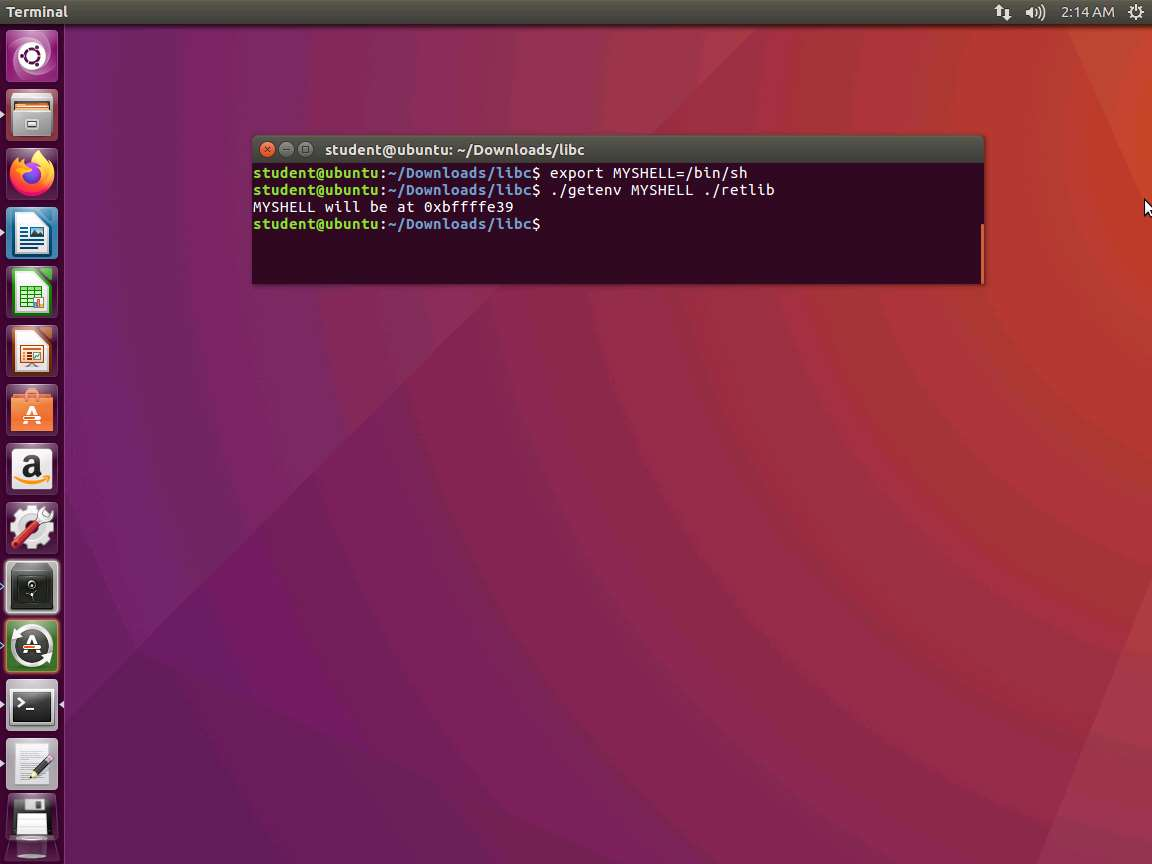 Terminal
2:14 AM
student@ubuntu: ~/Downloads/libc
student@ubuntu:~/Downloads/libc$ export MYSHELL=/bin/sh
student@ubuntu:~/Downloads/libc$ ./getenv MYSHELL ./retlib
MYSHELL will be at 0xbffffe39
student@ubuntu:~/Downloads/libc$